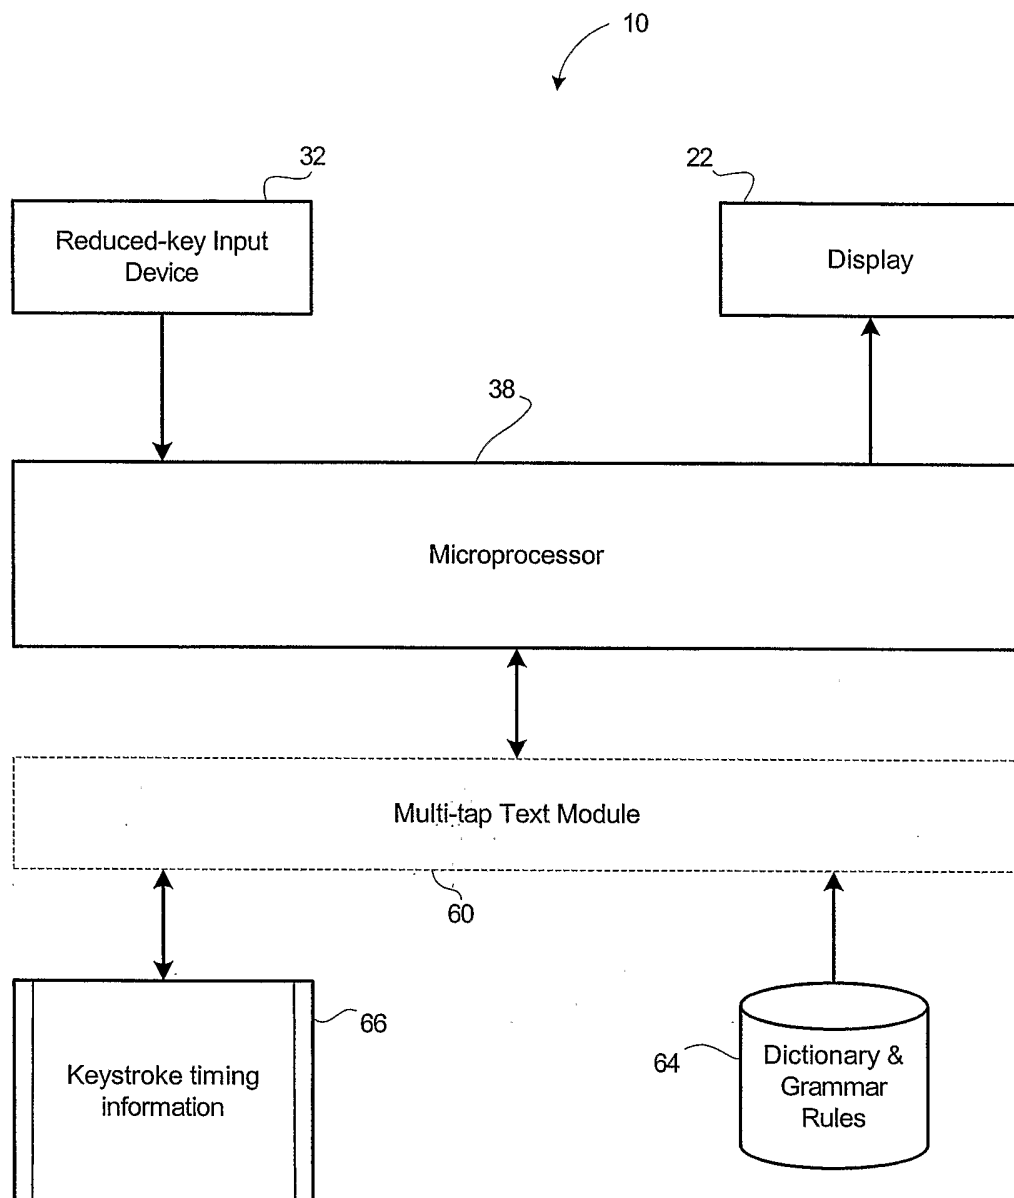 10
32
22
Reduced-key Input
Device
Display
38
Microprocessor
Multi-tap Text Module
60
66
Keystroke timing
information
64
Dictionary &
Grammar
Rules